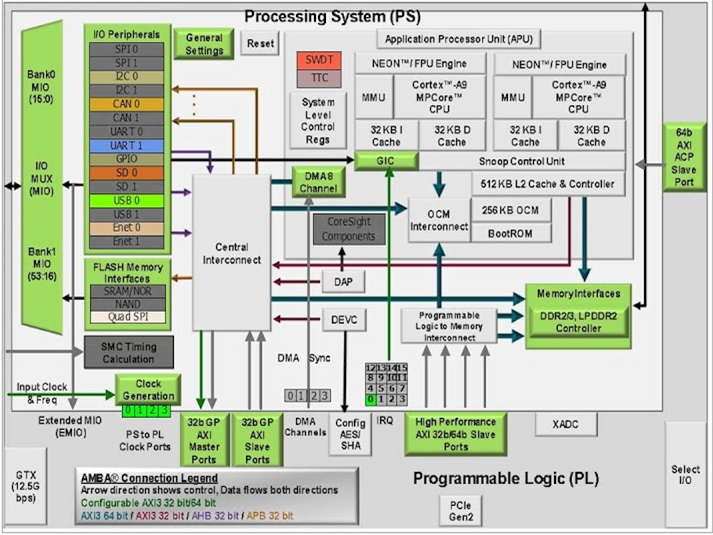 Processing System (PS)
I/O Peripherals
SPI 0
SPI 1
I2C 0
I2C 1
CAN 0
CAN 1
UART 0
UART 1
GPIO
SD 0
SD 1
USB 0
USB 1
Enet 0
Enet 1
Bank0
MIO
(15:0)
I/O
MUX
(MIO)
Bank1
MIO
(53:16)
General
Settings
Reset
FLASH Memory
Interfaces
SRAM/NOR
NAND
Quad SPI
SMC Timing
Calculation
Input Clock
& Freq
Clock
Generation
0 1 2 3
Extended MIO
(EMIO)
PS to PL
Clock Ports
Central
Interconnect
Application Processor Unit (APU)
SWDT
TTC
System
Level
Control
Regs
NEON™/ FPU Engine
MMU
Cortex™-A9
MPCore™
CPU
32 KB I
Cache
32 KB D
Cache
NEON™/ FPU Engine
MMU
Cortex™-A9
MPCore™
CPU
32 KB I
Cache
32 KB D
Cache
GIC
Snoop Control Unit
DMA8
Channel
512 KB L2 Cache & Controller
OCM
Interconnect
256 KB OCM
BootROM
CoreSight
Components
DAP
DEVC
Programmable
Logic to Memory
Interconnect
Memory Interfaces
DDR2/3, LPDDR2
Controller
64b
AXI
ACP
Slave
Port
DMA Sync
0 1 2 3
12 13 14 15
8 9 10 11
4 5 6 7
0 1 2 3
32b GP
AXI
Master
Ports
32b GP
AXI
Slave
Ports
DMA
Channels
Config
AES/
SHA
IRQ
High Performance
AXI 32b/64b Slave
Ports
XADC
GTX
(12.5G
bps)
AMBA® Connection Legend
Arrow direction shows control, Data flows both directions
Configurable AXI3 32 bit/64 bit
AXI3 64 bit / AXI3 32 bit / AHB 32 bit / APB 32 bit
Programmable Logic (PL)
PCIe
Gen2
Select
I/O